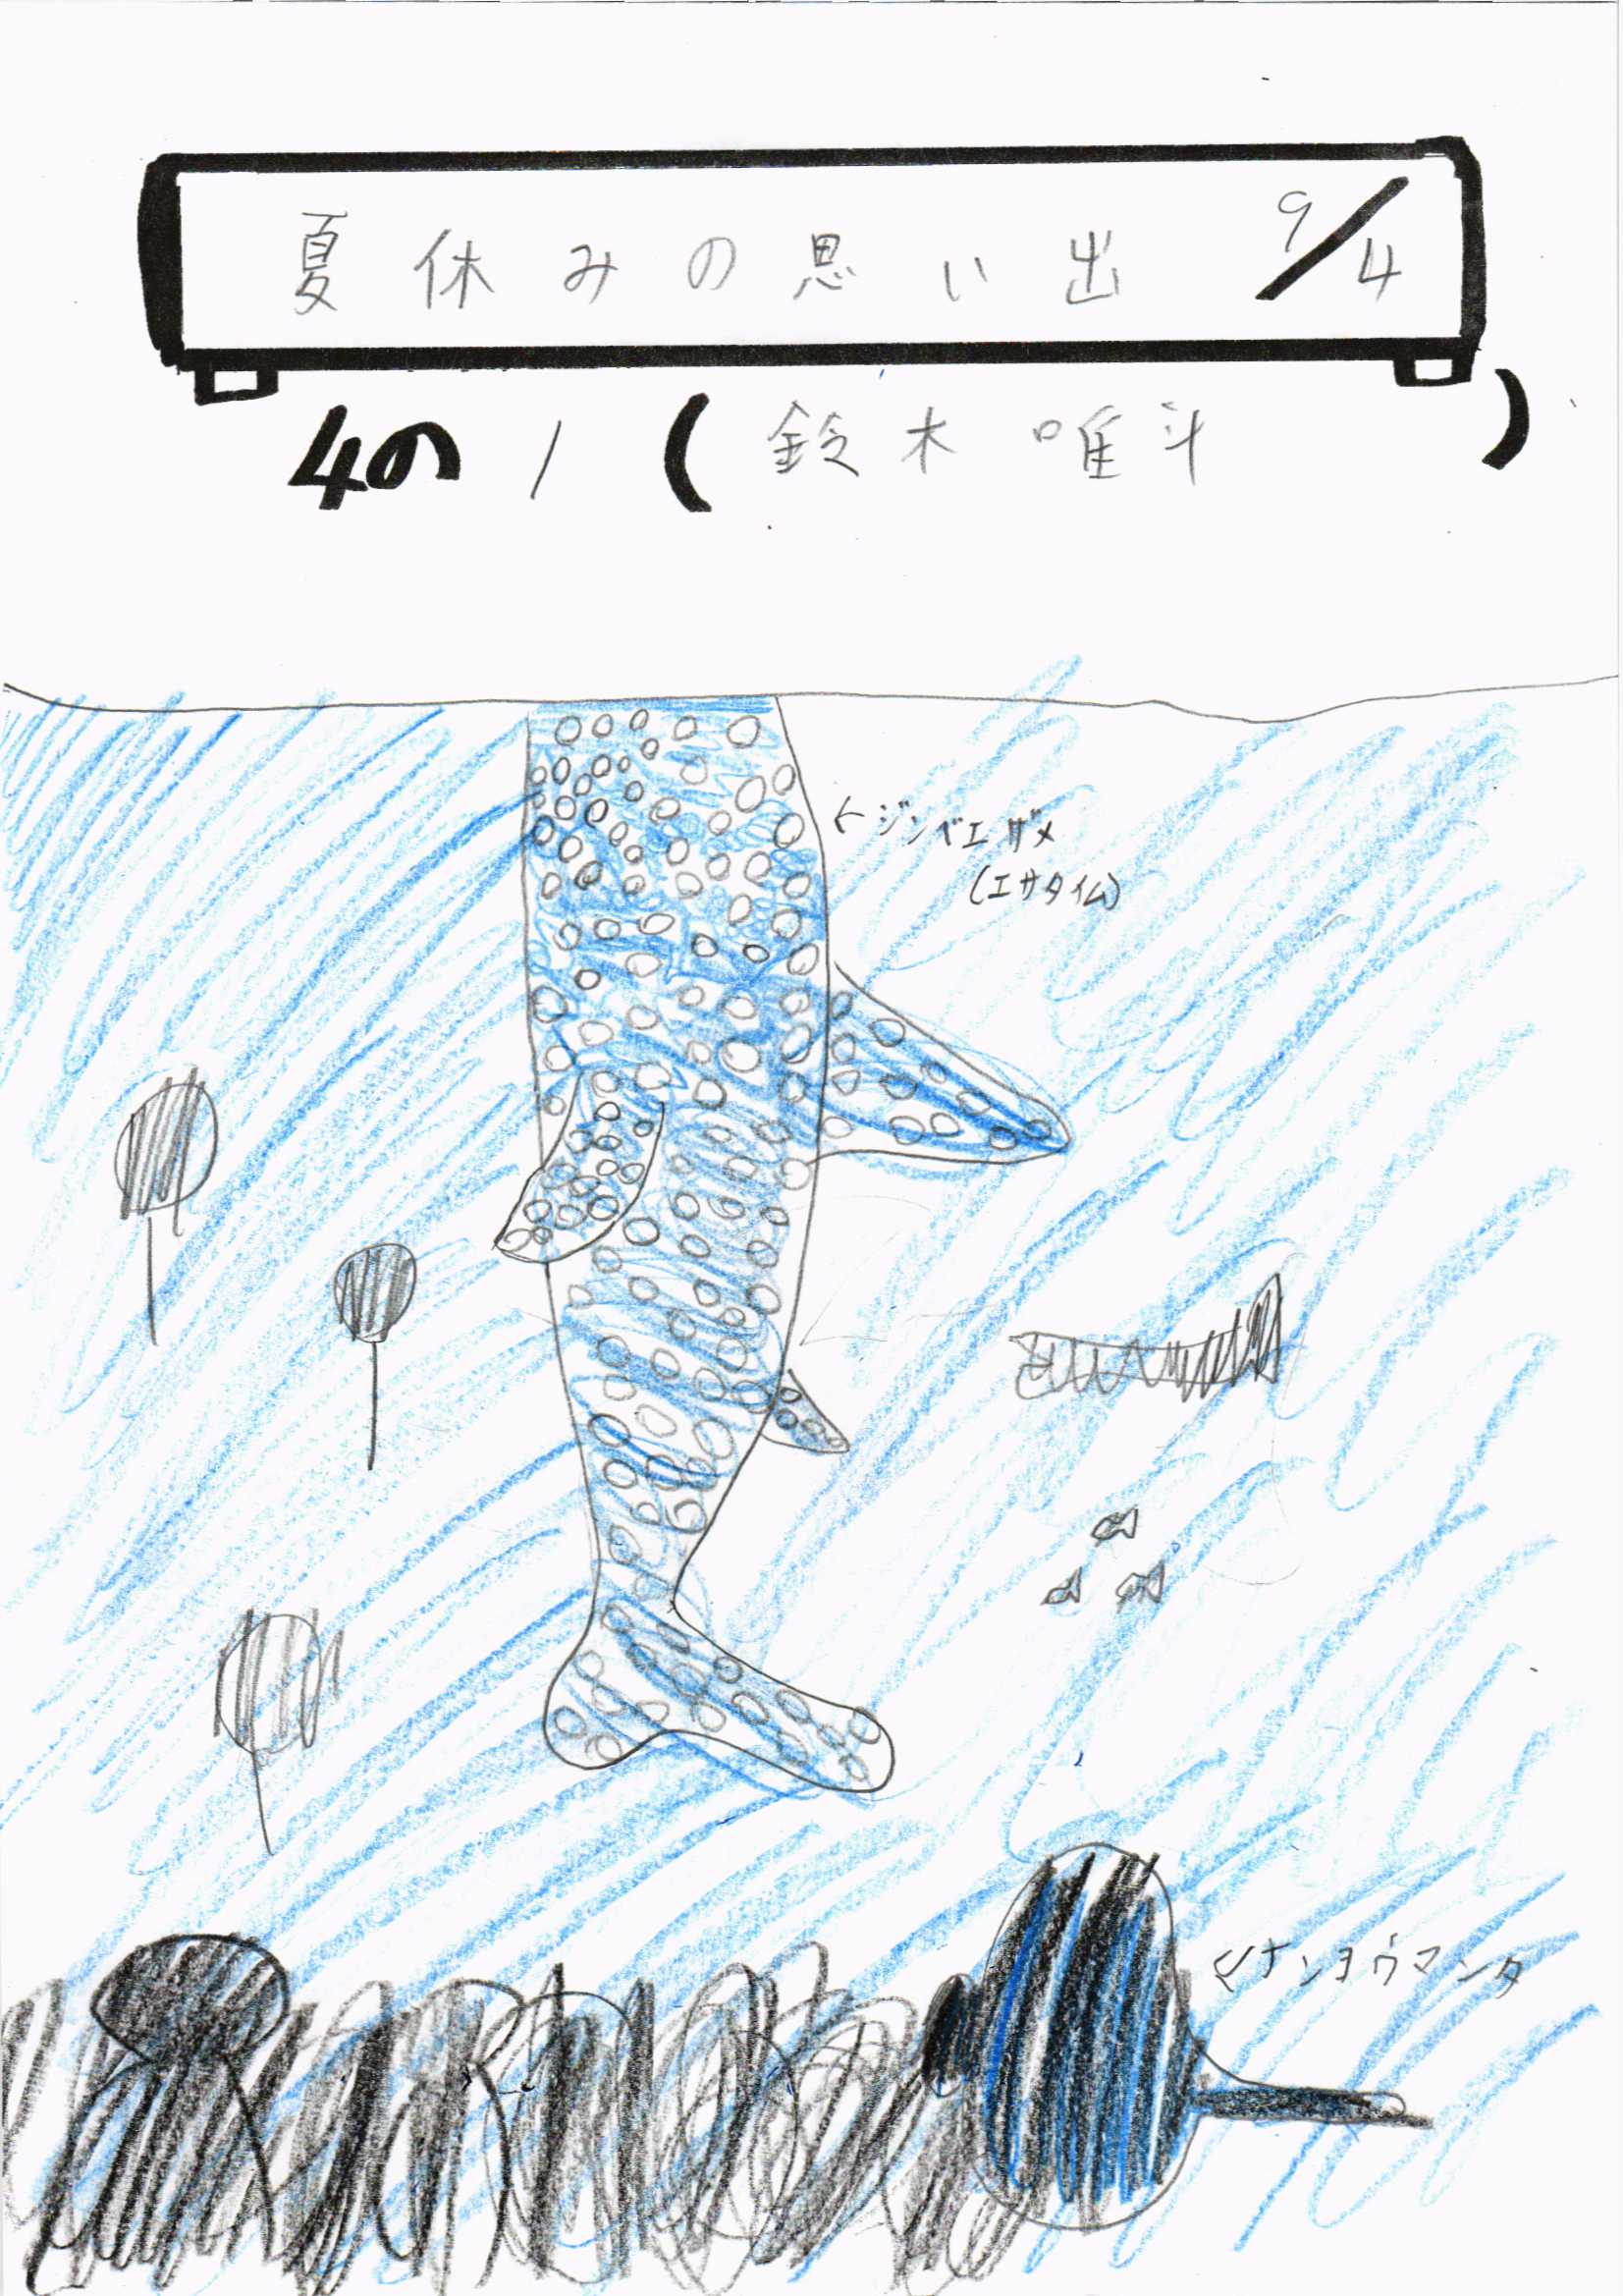 夏休みの思い出 9/4
4の1(鈴木唯斗)
←ジンベエザメ
(エサタイム)
←ナンヨウマンタ